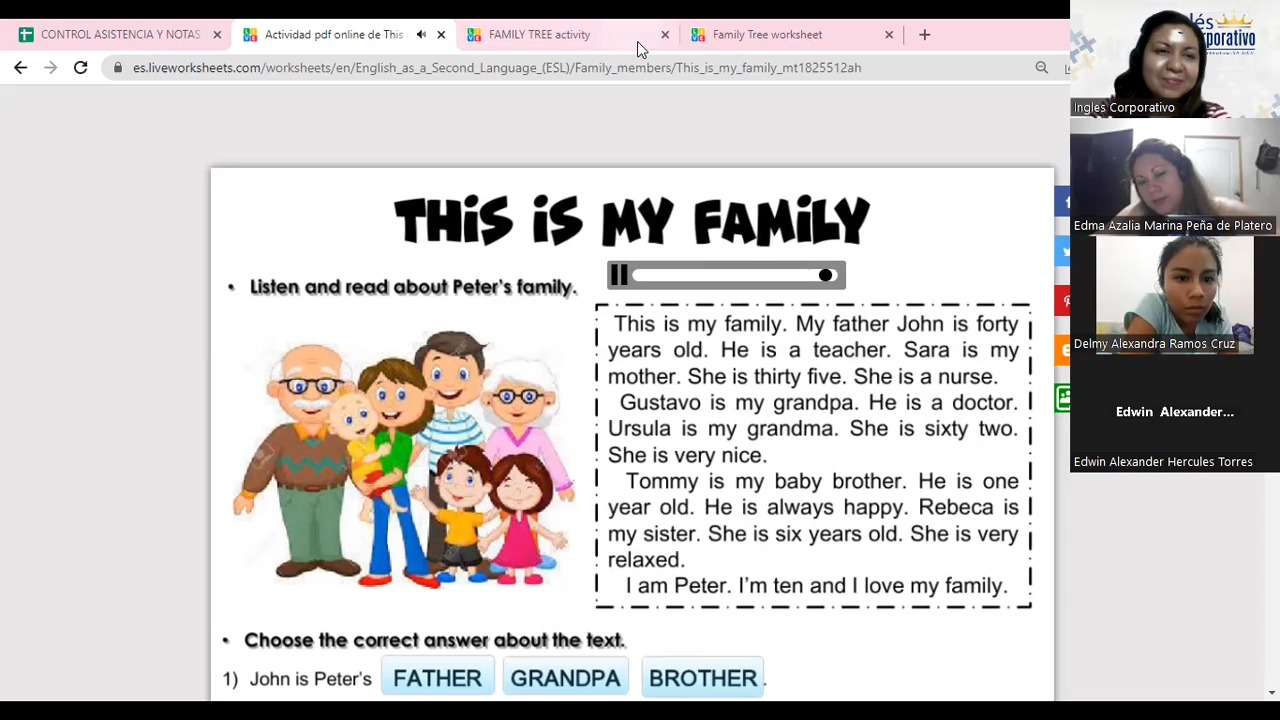 CONTROL ASISTENCIA Y NOTAS
Actividad pdf online de This
FAMILY TREE activity
Family Tree worksheet
es.liveworksheets.com/worksheets/en/English_as_a_Second_Language_(ESL)/Family_members/This_is_my_family_mt1825512ah
Inglés Corporativo
Edma Azalia Marina Peña de Platero
Delmy Alexandra Ramos Cruz
Edwin Alexander...
Edwin Alexander Hercules Torres
THIS IS MY FAMILY
• Listen and read about Peter's family.
This is my family. My father John is forty
years old. He is a teacher. Sara is my
mother. She is thirty five. She is a nurse.
Gustavo is my grandpa. He is a doctor.
Ursula is my grandma. She is sixty two.
She is very nice.
Tommy is my baby brother. He is one
year old. He is always happy. Rebeca is
my sister. She is six years old. She is very
relaxed.
I am Peter. I'm ten and I love my family.
• Choose the correct answer about the text.
1) John is Peter's FATHER GRANDPA BROTHER .